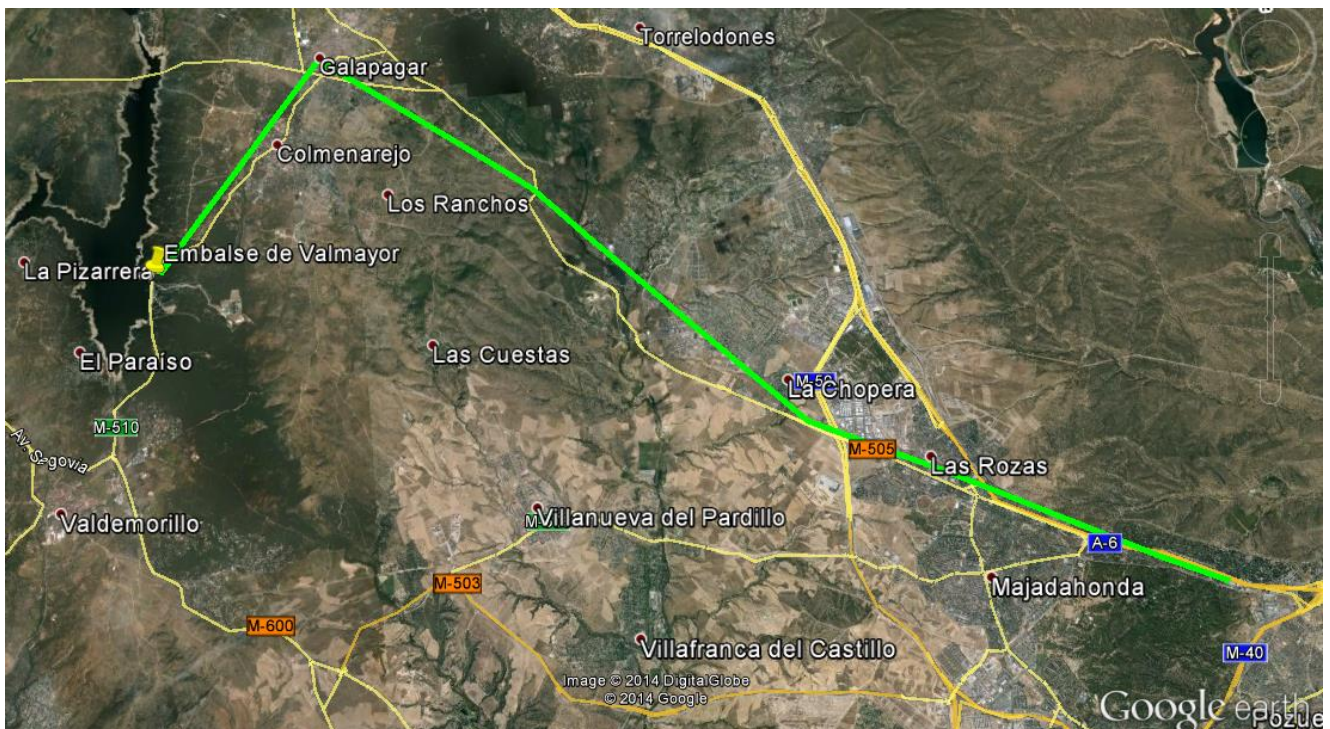 Torrelodones
Galapagar
Colmenarejo
Los Ranchos
Embalse de Valmayor
La Pizarrera
El Paraíso
Las Cuestas
La Chopera
M-510
Av. Segovia
M-505
Las Rozas
Valdemorillo
Villanueva del Pardillo
A-6
M-503
Majadahonda
M-600
Villafranca del Castillo
M-40
Image © 2014 DigitalGlobe
© 2014 Google
Google earth